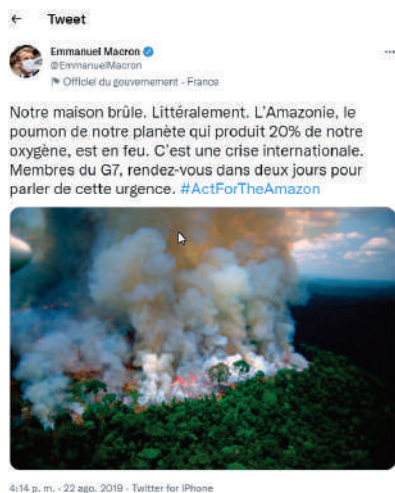 ← Tweet
Emmanuel Macron
@EmmanuelMacron
Officiel du gouvernement - France
Notre maison brûle. Littéralement. L'Amazonie, le
poumon de notre planète qui produit 20% de notre
oxygène, est en feu. C'est une crise internationale.
Membres du G7, rendez-vous dans deux jours pour
parler de cette urgence. #ActForTheAmazon
4:14 p. m. · 22 ago. 2019 · Twitter for iPhone